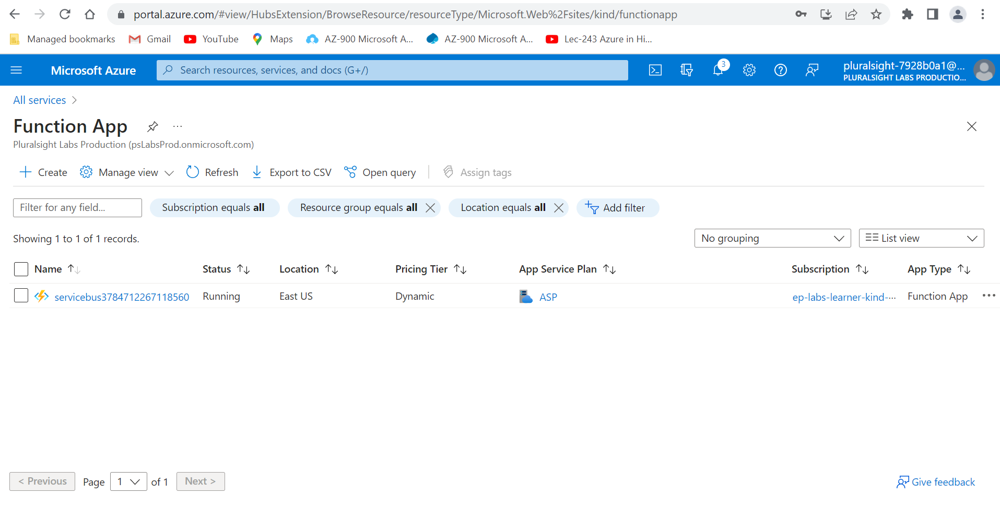 portal.azure.com/#view/HubsExtension/BrowseResource/resourceType/Microsoft.Web%2Fsites/kind/functionapp
Managed bookmarks Gmail YouTube Maps AZ-900 Microsoft A... AZ-900 Microsoft A... Lec-243 Azure in Hi...
Microsoft Azure Search resources, services, and docs (G+/) 3 pluralsight-7928b0a1@...
PLURALSIGHT LABS PRODUCTIO...
All services >
Function App ...
Pluralsight Labs Production (psLabsProd.onmicrosoft.com)
Create Manage view Refresh Export to CSV Open query Assign tags
Filter for any field... Subscription equals all Resource group equals all Location equals all Add filter
Showing 1 to 1 of 1 records. No grouping List view
Name Status Location Pricing Tier App Service Plan Subscription App Type
servicebus3784712267118560 Running East US Dynamic ASP ep-labs-learner-kind-... Function App ...
< Previous Page 1 of 1 Next > Give feedback